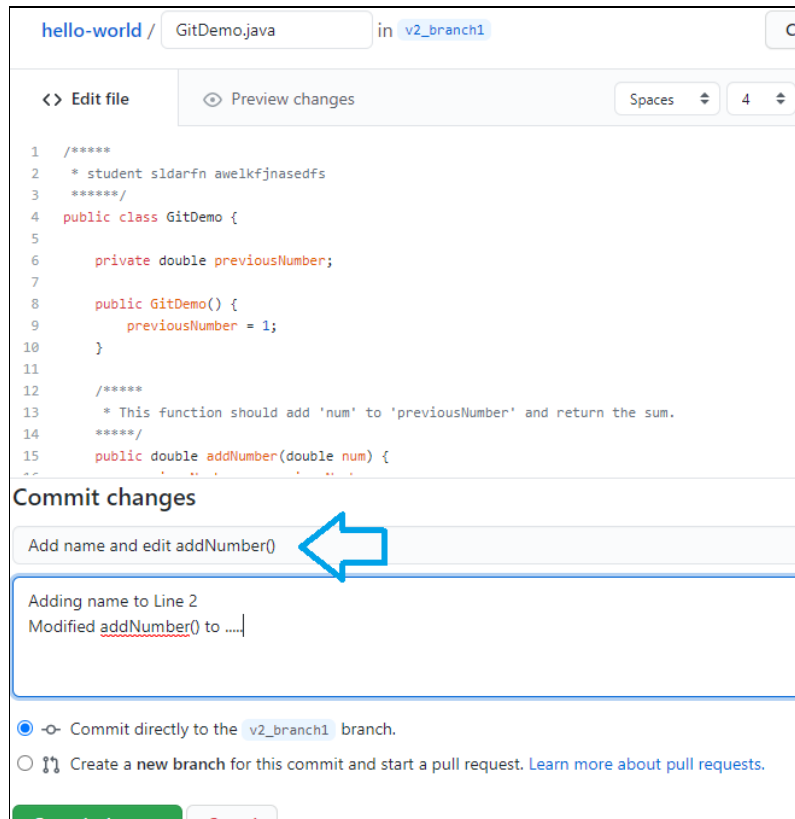 hello-world / GitDemo.java in v2_branch1
<> Edit file Preview changes Spaces 4
1 /*****
2 * student sldarfn awelkfjnasedfs
3 ******/
4 public class GitDemo {
5
6 private double previousNumber;
7
8 public GitDemo() {
9 previousNumber = 1;
10 }
11
12 /*****
13 * This function should add 'num' to 'previousNumber' and return the sum.
14 *****/
15 public double addNumber(double num) {
Commit changes
Add name and edit addNumber()
Adding name to Line 2
Modified addNumber() to .....
Commit directly to the v2_branch1 branch.
Create a new branch for this commit and start a pull request. Learn more about pull requests.